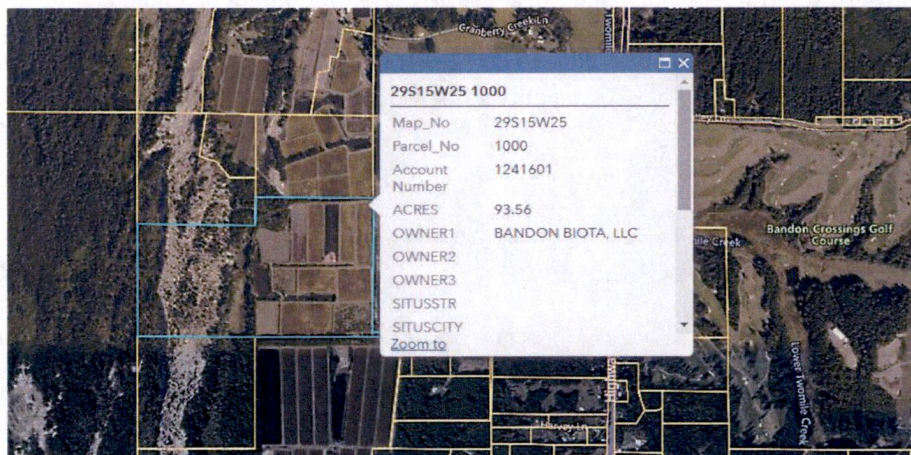 Cranberry Creek Ln
29S15W25 1000
Map_No 29S15W25
Parcel_No 1000
Account Number 1241601
ACRES 93.56
OWNER1 BANDON BIOTA, LLC
OWNER2
OWNER3
SITUSSTR
SITUSCITY
Zoom to
Bandon Crossings Golf
Course
mile Creek
Lower Twomile Creek
Harvey Ln